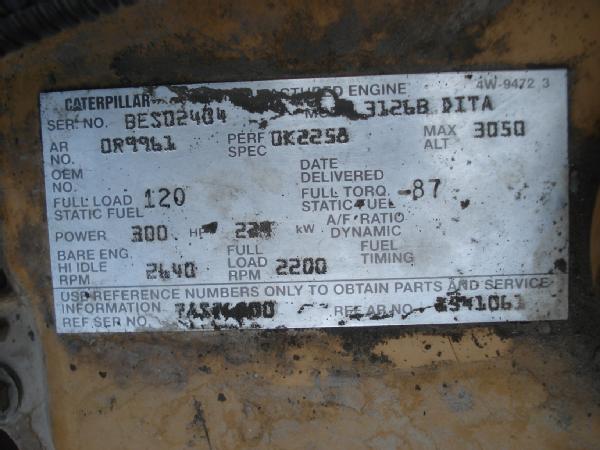 CATERPILLAR ENGINE 4W-9472 3
SER. NO. BES02404 3126B DITA
AR NO. 0R9961 PERF SPEC 0K2258 MAX ALT 3050
OEM NO. DATE DELIVERED
FULL LOAD STATIC FUEL 120 FULL TORQ STATIC FUEL -87
A/F RATIO DYNAMIC
POWER 300 HP kW
BARE ENG. HI IDLE RPM 2640 FULL LOAD RPM 2200 FUEL TIMING
USE REFERENCE NUMBERS ONLY TO OBTAIN PARTS AND SERVICE
INFORMATION
REF. SER NO. REF. AR NO.